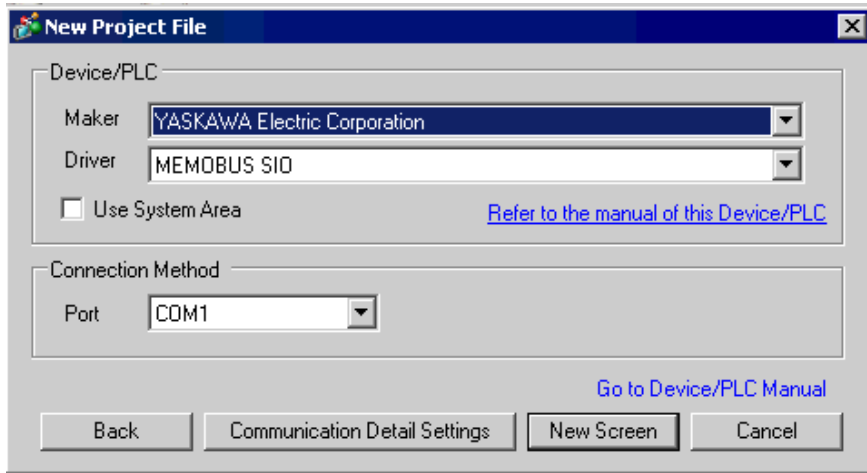 New Project File
Device/PLC
Maker YASKAWA Electric Corporation
Driver MEMOBUS SIO
Use System Area Refer to the manual of this Device/PLC
Connection Method
Port COM1
Go to Device/PLC Manual
Back Communication Detail Settings New Screen Cancel